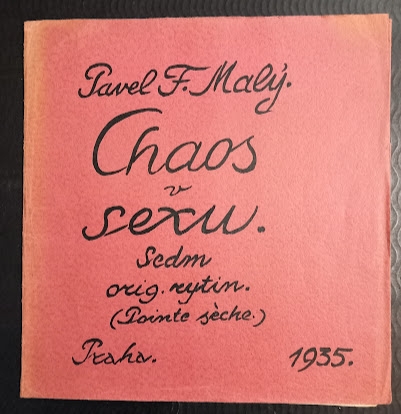 Pavel F. Malý.
Chaos
v
sexu.
Sedm
orig. rytin.
(Pointe sèche.)
Praha. 1935.